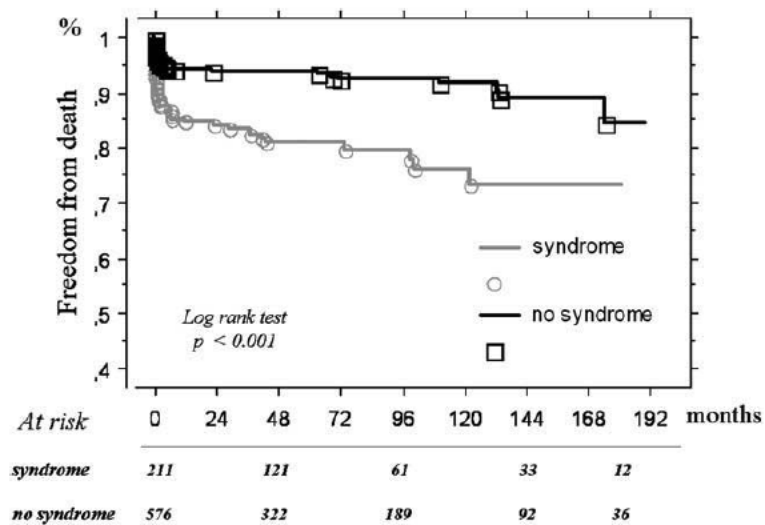 %
1
,9
,8
,7
,6
,5
,4
Freedom from death
syndrome
no syndrome
Log rank test
p < 0.001
0 24 48 72 96 120 144 168 192 months
At risk
syndrome 211 121 61 33 12
no syndrome 576 322 189 92 36